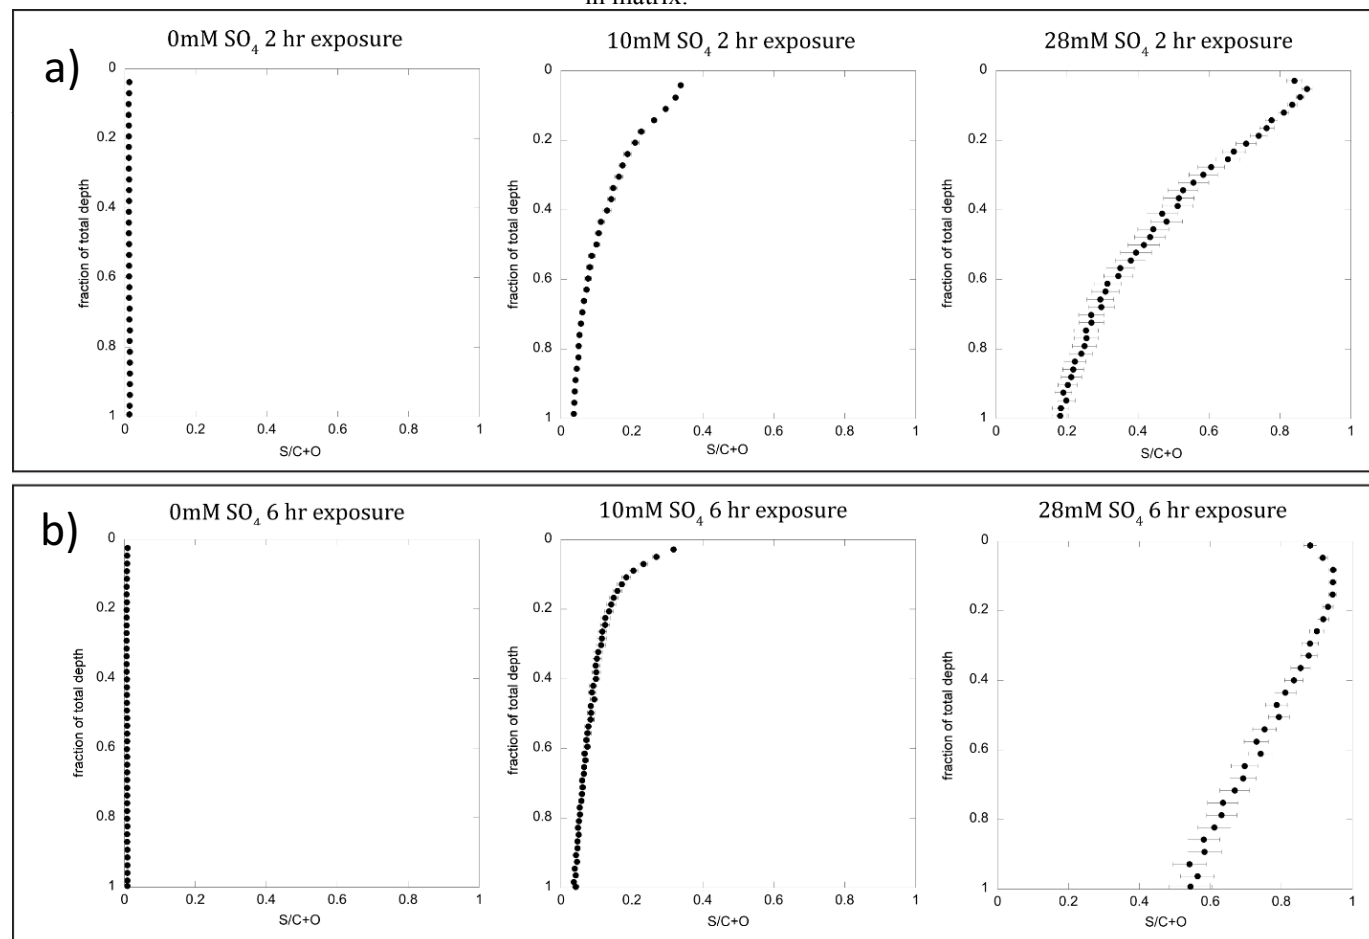 in matrix.
a)
0mM SO4 2 hr exposure
10mM SO4 2 hr exposure
28mM SO4 2 hr exposure
0
0.2
0.4
0.6
0.8
1
fraction of total depth
0 0.2 0.4 0.6 0.8 1
S/C+O
0
0.2
0.4
0.6
0.8
1
fraction of total depth
0 0.2 0.4 0.6 0.8 1
S/C+O
0
0.2
0.4
0.6
0.8
1
fraction of total depth
0 0.2 0.4 0.6 0.8 1
S/C+O
b)
0mM SO4 6 hr exposure
10mM SO4 6 hr exposure
28mM SO4 6 hr exposure
0
0.2
0.4
0.6
0.8
1
fraction of total depth
0 0.2 0.4 0.6 0.8 1
S/C+O
0
0.2
0.4
0.6
0.8
1
fraction of total depth
0 0.2 0.4 0.6 0.8 1
S/C+O
0
0.2
0.4
0.6
0.8
1
fraction of total depth
0 0.2 0.4 0.6 0.8 1
S/C+O